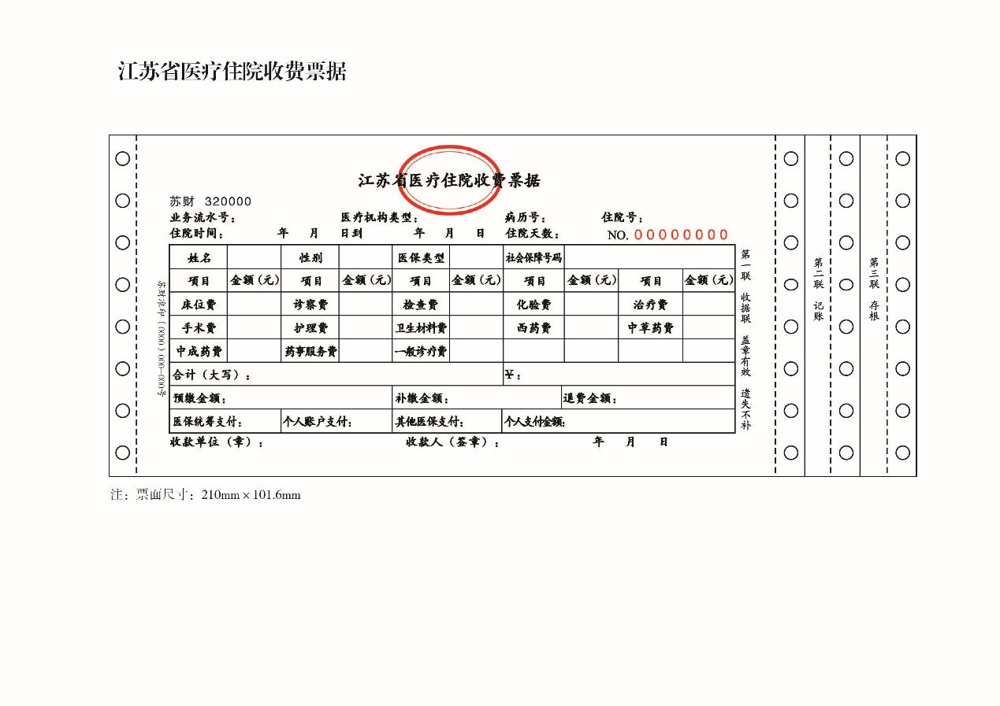 江苏省医疗住院收费票据
江苏省医疗住院收费票据
苏财 320000
业务流水号： 医疗机构类型： 病历号： 住院号：
住院时间： 年 月 日到 年 月 日 住院天数： NO. 00000000
姓名 性别 医保类型 社会保障号码
项目 金额（元） 项目 金额（元） 项目 金额（元） 项目 金额（元） 项目 金额（元）
床位费 诊察费 检查费 化验费 治疗费
手术费 护理费 卫生材料费 西药费 中草药费
中成药费 药事服务费 一般诊疗费
合计（大写）： ￥：
预缴金额： 补缴金额： 退费金额：
医保统筹支付： 个人账户支付： 其他医保支付： 个人支付金额：
收款单位（章）： 收款人（签章）： 年 月 日
苏财准印（0000）000-000号
第一联 收据联 盖章有效 遗失不补
第二联 记账
第三联 存根
注：票面尺寸：210mm×101.6mm